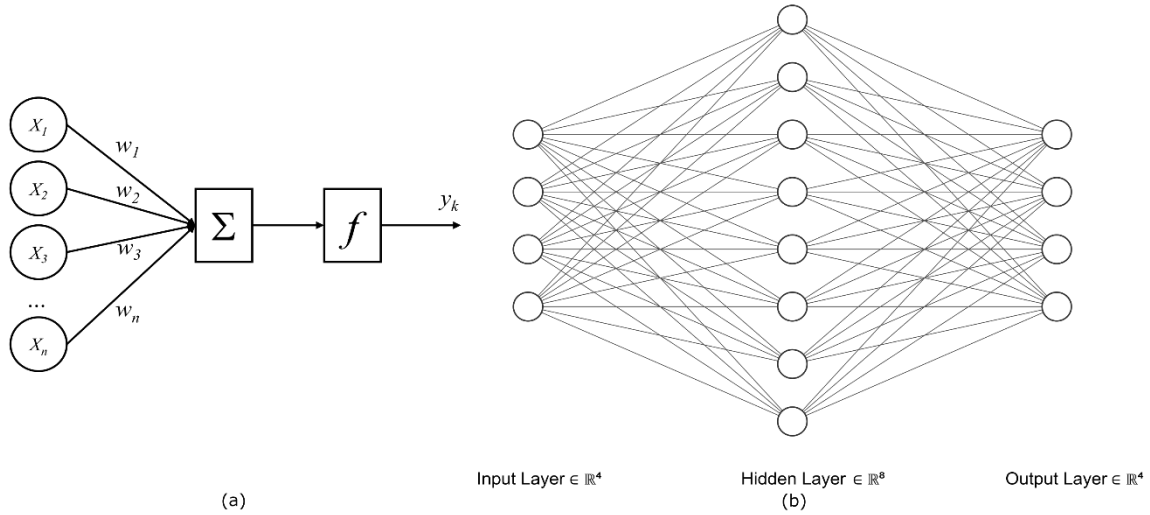 X₁
w₁
X₂
w₂
X₃
w₃
...
Xₙ
wₙ
Σ
f
yₖ
(a)
Input Layer ∈ ℝ⁴
Hidden Layer ∈ ℝ⁸
Output Layer ∈ ℝ⁴
(b)